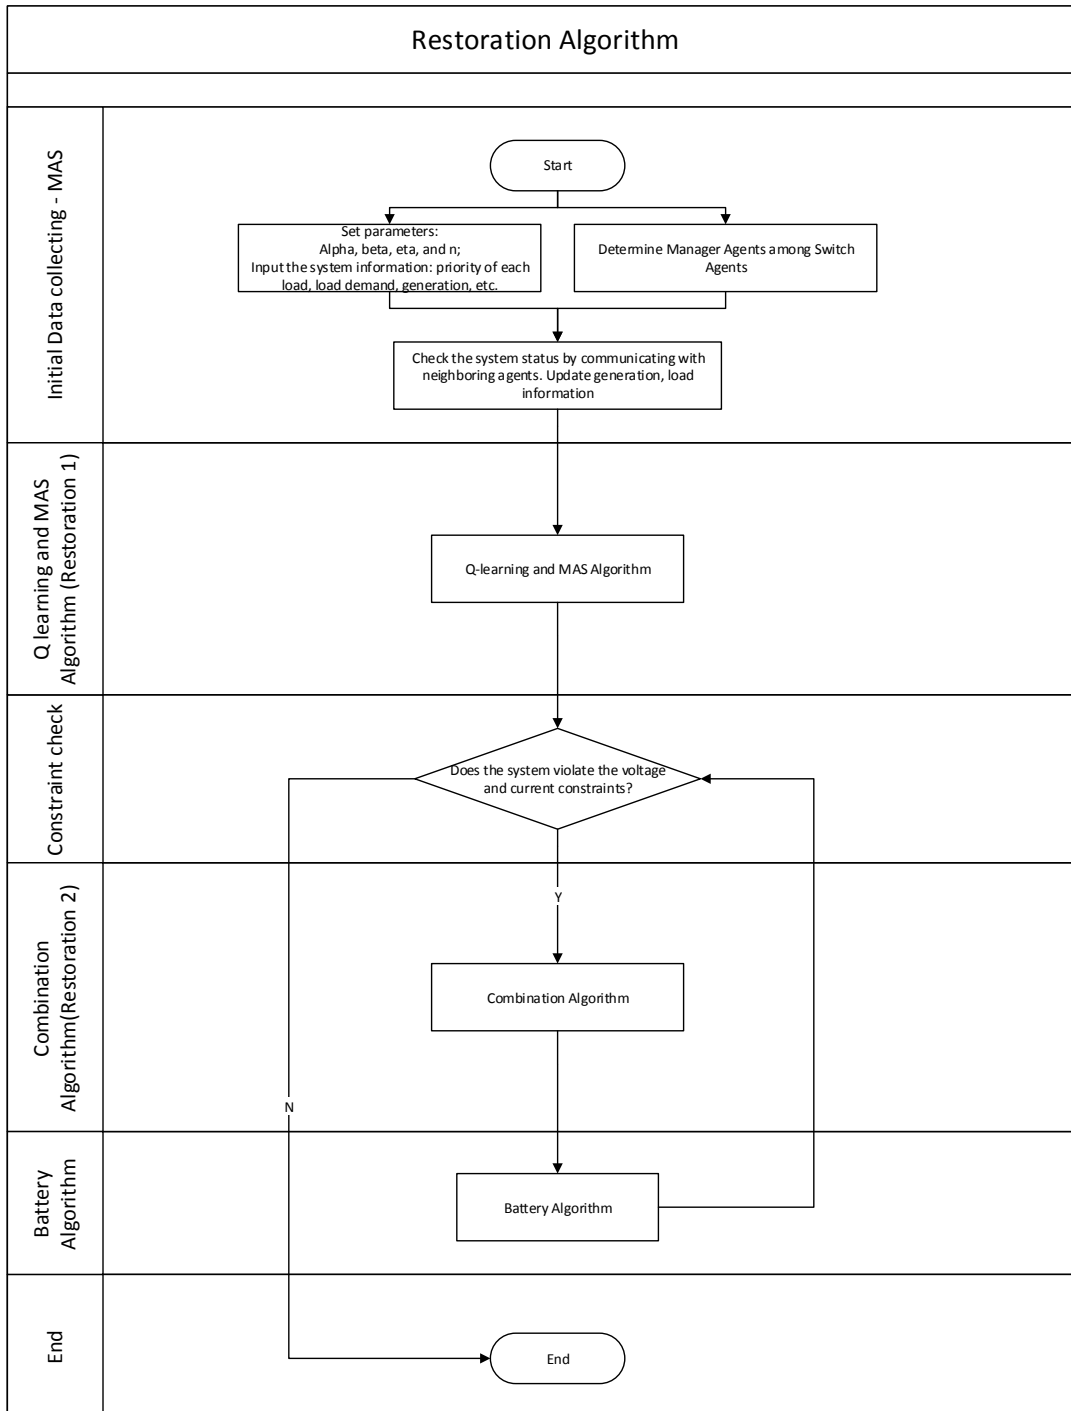 Restoration Algorithm
Initial Data collecting - MAS
Start
Set parameters:
Alpha, beta, eta, and n;
Input the system information: priority of each
load, load demand, generation, etc.
Determine Manager Agents among Switch
Agents
Check the system status by communicating with
neighboring agents. Update generation, load
information
Q learning and MAS
Algorithm (Restoration 1)
Q-learning and MAS Algorithm
Constraint check
Does the system violate the voltage
and current constraints?
Y
Combination
Algorithm(Restoration 2)
Combination Algorithm
N
Battery
Algorithm
Battery Algorithm
End
End